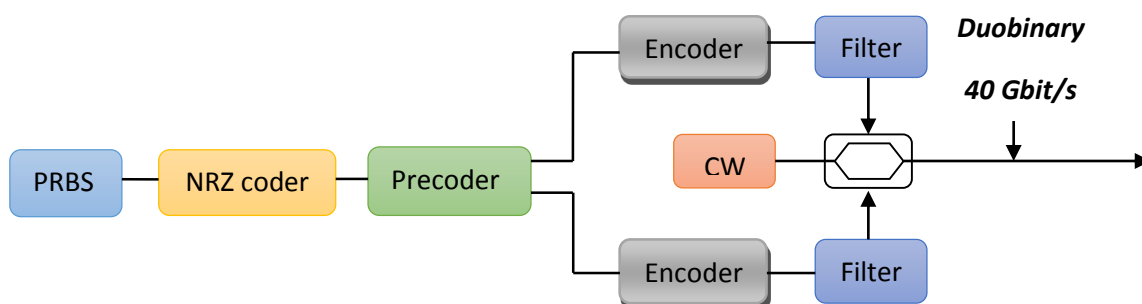 Encoder
Filter
Duobinary
40 Gbit/s
PRBS
NRZ coder
Precoder
CW
Encoder
Filter